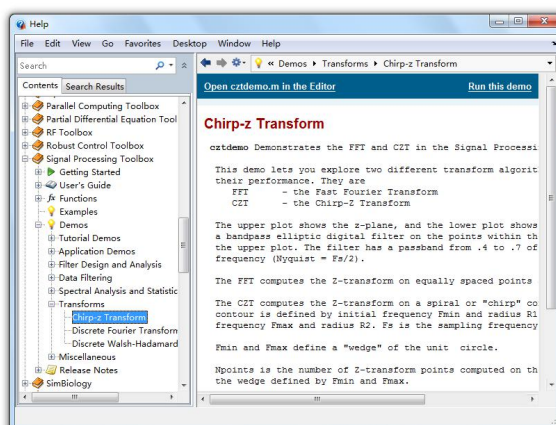 Help
File Edit View Go Favorites Desktop Window Help
Search
« Demos Transforms Chirp-z Transform
Contents Search Results
Parallel Computing Toolbox
Partial Differential Equation Tool
RF Toolbox
Robust Control Toolbox
Signal Processing Toolbox
Getting Started
User's Guide
fx Functions
Examples
Demos
Tutorial Demos
Application Demos
Filter Design and Analysis
Data Filtering
Spectral Analysis and Statistic
Transforms
Chirp-z Transform
Discrete Fourier Transform
Discrete Walsh-Hadamard
Miscellaneous
Release Notes
SimBiology
Open cztdemo.m in the Editor Run this demo
Chirp-z Transform
cztdemo Demonstrates the FFT and CZT in the Signal Processi
This demo lets you explore two different transform algorit
their performance. They are
FFT - the Fast Fourier Transform
CZT - the Chirp-Z Transform
The upper plot shows the z-plane, and the lower plot shows
a bandpass elliptic digital filter on the points within th
the upper plot. The filter has a passband from .4 to .7 of
frequency (Nyquist = Fs/2).
The FFT computes the Z-transform on equally spaced points
The CZT computes the Z-transform on a spiral or "chirp" co
contour is defined by initial frequency Fmin and radius R1
frequency Fmax and radius R2. Fs is the sampling frequency
Fmin and Fmax define a "wedge" of the unit circle.
Npoints is the number of Z-transform points computed on th
the wedge defined by Fmin and Fmax.